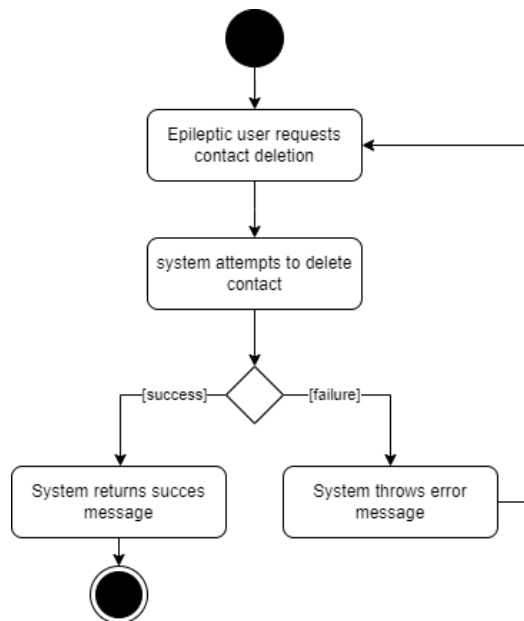 Epileptic user requests
contact deletion
system attempts to delete
contact
[success]
[failure]
System returns succes
message
System throws error
message